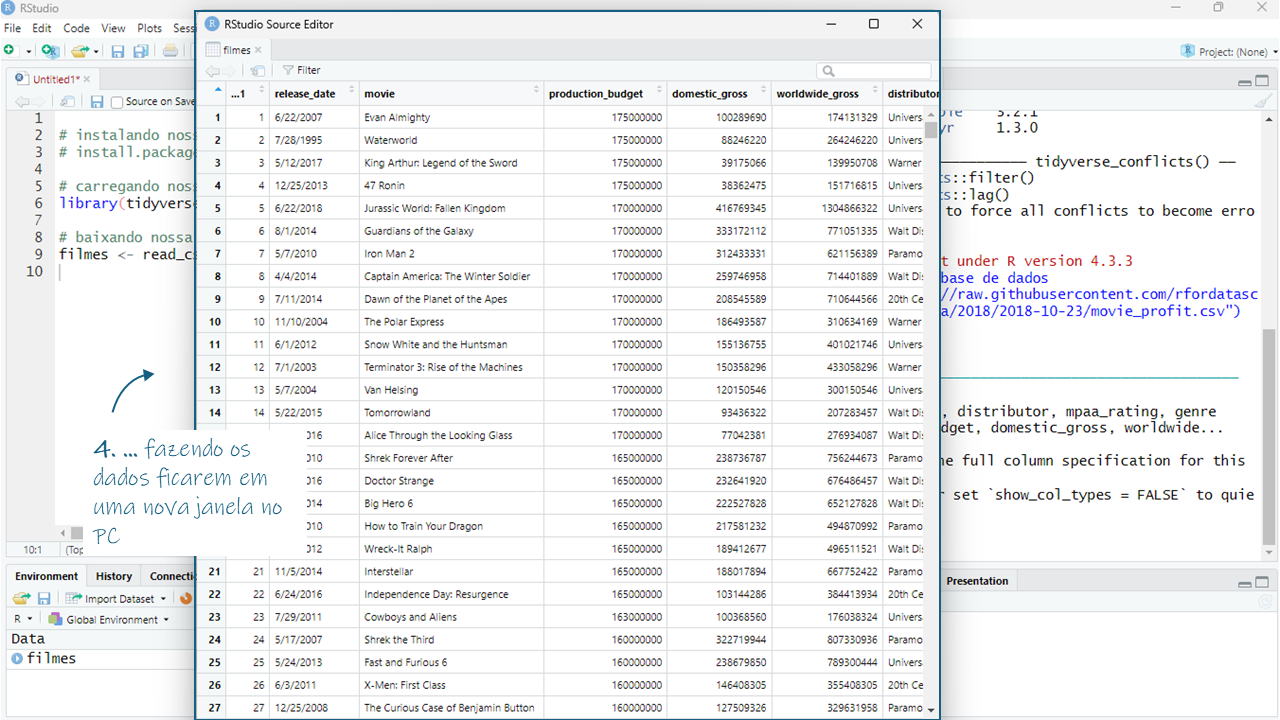 RStudio
File Edit Code View Plots Sess
Project: (None)
Untitled1*
Source on Save
1
2 # instalando noss
3 # install.package
4
5 # carregando noss
6 library(tidyverse
7
8 # baixando nossa
9 filmes <- read_cs
10
10:1 (Top
4. ... fazendo os
dados ficarem em
uma nova janela no
PC
Environment History Connecti
Import Dataset
R Global Environment
Data
filmes
RStudio Source Editor
filmes
Filter
...1 release_date movie production_budget domestic_gross worldwide_gross distributor
1 1 6/22/2007 Evan Almighty 175000000 100289690 174131329 Univers
2 2 7/28/1995 Waterworld 175000000 88246220 264246220 Univers
3 3 5/12/2017 King Arthur: Legend of the Sword 175000000 39175066 139950708 Warner
4 4 12/25/2013 47 Ronin 175000000 38362475 151716815 Univers
5 5 6/22/2018 Jurassic World: Fallen Kingdom 170000000 416769345 1304866322 Univers
6 6 8/1/2014 Guardians of the Galaxy 170000000 333172112 771051335 Walt Di
7 7 5/7/2010 Iron Man 2 170000000 312433331 621156389 Paramo
8 8 4/4/2014 Captain America: The Winter Soldier 170000000 259746958 714401889 Walt Di
9 9 7/11/2014 Dawn of the Planet of the Apes 170000000 208545589 710644566 20th Ce
10 10 11/10/2004 The Polar Express 170000000 186493587 310634169 Warner
11 11 6/1/2012 Snow White and the Huntsman 170000000 155136755 401021746 Univers
12 12 7/1/2003 Terminator 3: Rise of the Machines 170000000 150358296 433058296 Warner
13 13 5/7/2004 Van Helsing 170000000 120150546 300150546 Univers
14 14 5/22/2015 Tomorrowland 170000000 93436322 207283457 Walt Di
016 Alice Through the Looking Glass 170000000 77042381 276934087 Walt Di
010 Shrek Forever After 165000000 238736787 756244673 Paramo
016 Doctor Strange 165000000 232641920 676486457 Walt Di
014 Big Hero 6 165000000 222527828 652127828 Walt Di
010 How to Train Your Dragon 165000000 217581232 494870992 Paramo
012 Wreck-It Ralph 165000000 189412677 496511521 Walt Di
21 21 11/5/2014 Interstellar 165000000 188017894 667752422 Paramo
22 22 6/24/2016 Independence Day: Resurgence 165000000 103144286 384413934 20th Ce
23 23 7/29/2011 Cowboys and Aliens 163000000 100368560 176038324 Univers
24 24 5/17/2007 Shrek the Third 160000000 322719944 807330936 Paramo
25 25 5/24/2013 Fast and Furious 6 160000000 238679850 789300444 Univers
26 26 6/3/2011 X-Men: First Class 160000000 146408305 355408305 20th Ce
27 27 12/25/2008 The Curious Case of Benjamin Button 160000000 127509326 329631958 Paramo
3.2.1
yr 1.3.0
tidyverse_conflicts() ──
ts::filter()
ts::lag()
to force all conflicts to become erro
t under R version 4.3.3
base de dados
//raw.githubusercontent.com/rfordatasc
a/2018/2018-10-23/movie_profit.csv")
, distributor, mpaa_rating, genre
dget, domestic_gross, worldwide...
he full column specification for this
r set `show_col_types = FALSE` to quie
Presentation